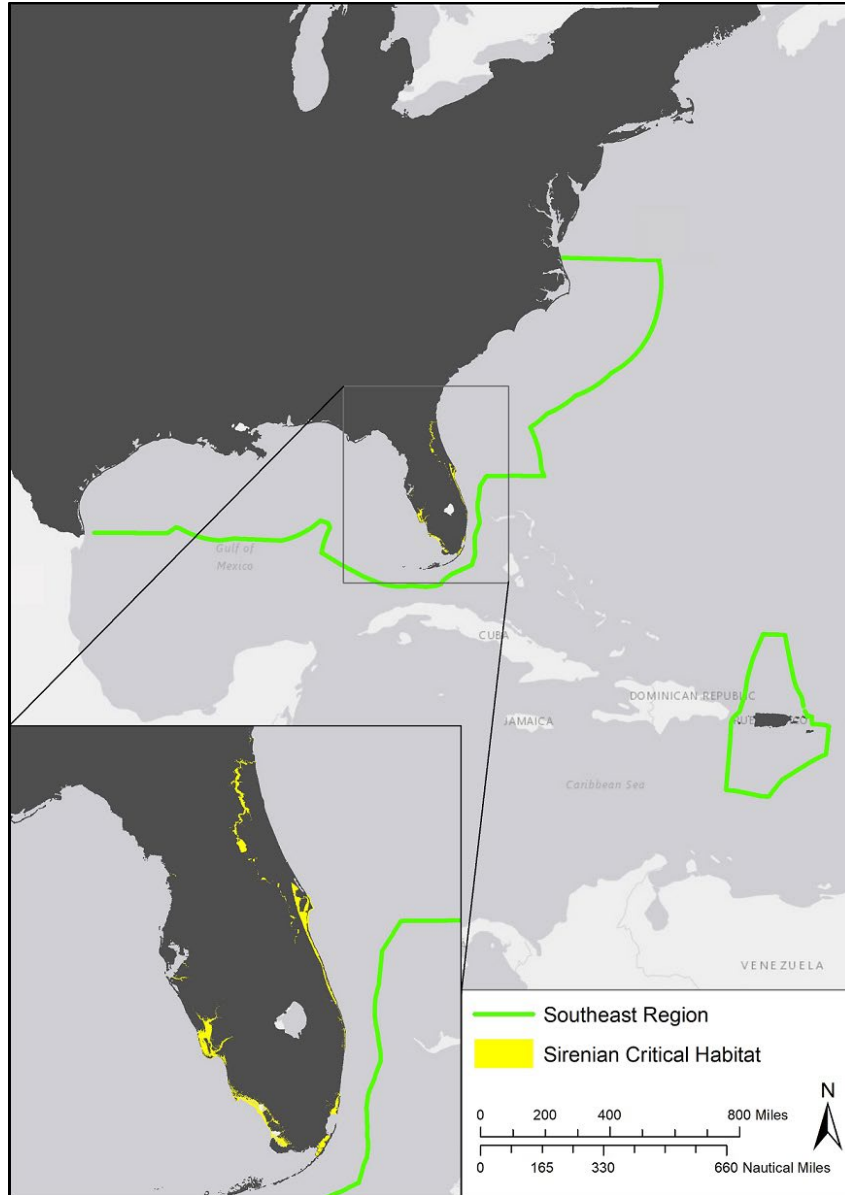 Gulf of
Mexico
CUBA
DOMINICAN REPUBLIC
JAMAICA
Caribbean Sea
VENEZUELA
Southeast Region
Sirenian Critical Habitat
N
0 200 400 800 Miles
0 165 330 660 Nautical Miles